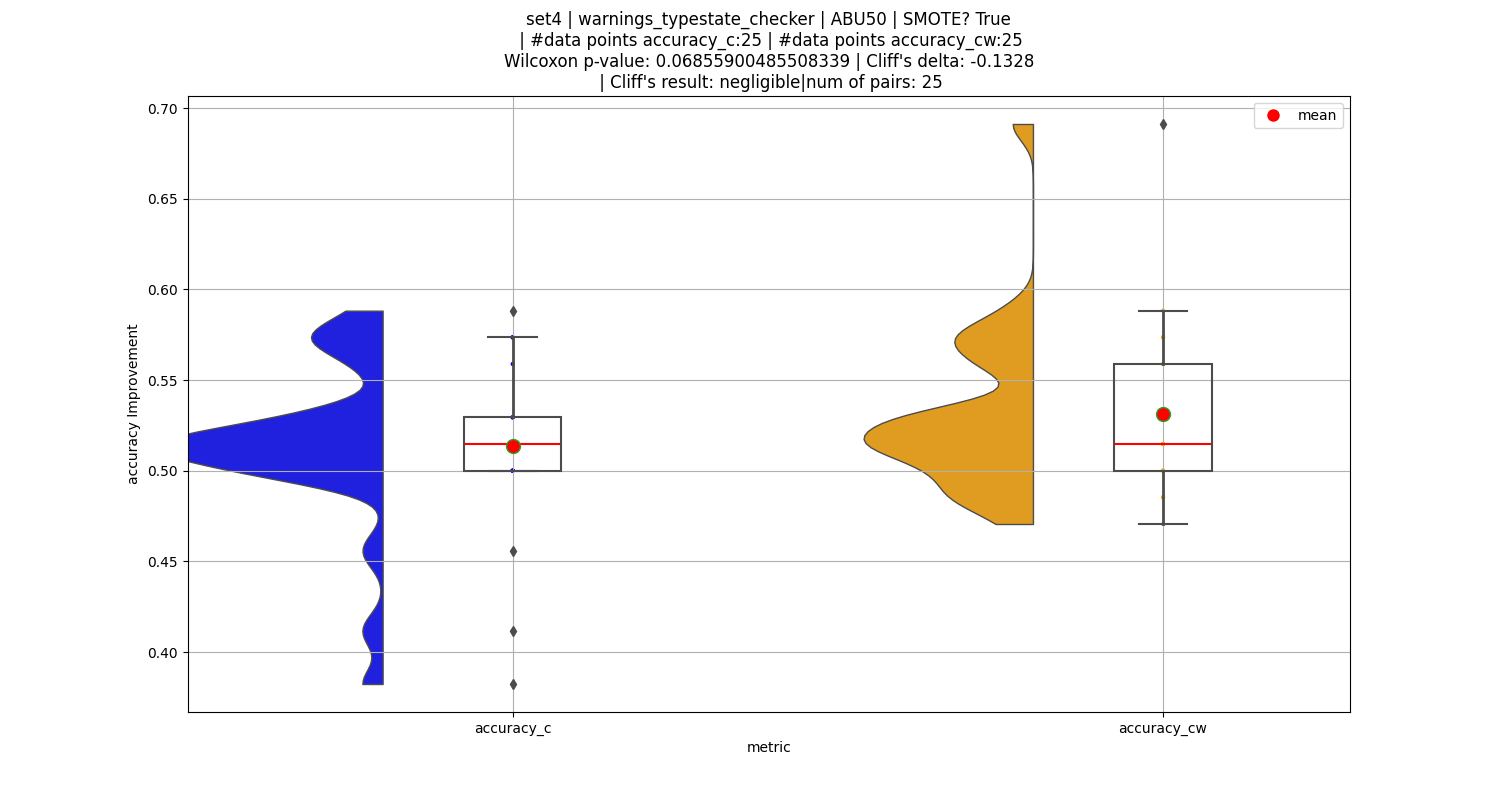 set4 | warnings_typestate_checker | ABU50 | SMOTE? True
| #data points accuracy_c:25 | #data points accuracy_cw:25
Wilcoxon p-value: 0.06855900485508339 | Cliff's delta: -0.1328
| Cliff's result: negligible|num of pairs: 25
mean
0.70
0.65
0.60
0.55
0.50
0.45
0.40
accuracy Improvement
accuracy_c
accuracy_cw
metric